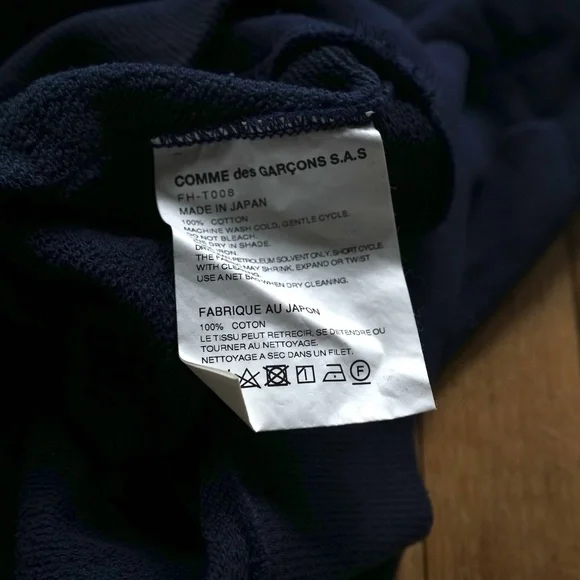 COMME des GARÇONS S.A.S
FH-T008
MADE IN JAPAN
100% COTTON
MACHINE WASH COLD, GENTLE CYCLE.
DO NOT BLEACH.
DRY IN SHADE.
IRON
THE PETROLEUM SOLVENT ONLY, SHORT CYCLE
WITH MAY SHRINK, EXPAND OR TWIST
USE A NET WHEN DRY CLEANING.
FABRIQUE AU JAPON
100% COTON
LE TISSU PEUT RETRECIR, SE DETENDRE OU
TOURNER AU NETTOYAGE.
NETTOYAGE A SEC DANS UN FILET.
F